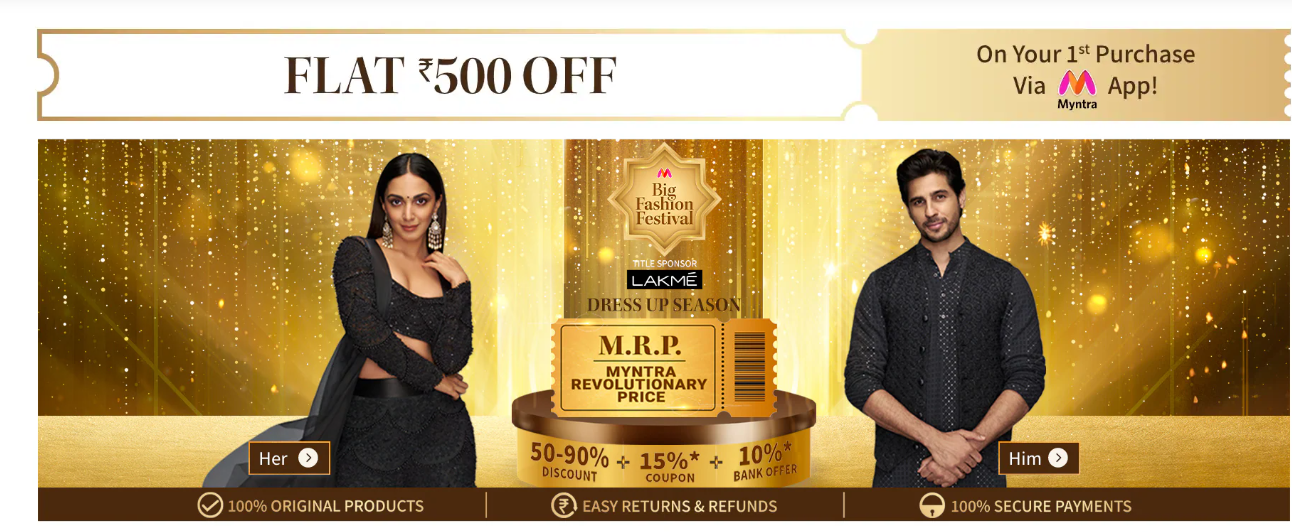 FLAT ₹500 OFF
On Your 1st Purchase
Via M App!
Myntra
Big
Fashion
Festival
TITLE SPONSOR
LAKMÉ
DRESS UP SEASON
M.R.P.
MYNTRA
REVOLUTIONARY
PRICE
50-90% + 15%* + 10%*
DISCOUNT COUPON BANK OFFER
Her
Him
100% ORIGINAL PRODUCTS
EASY RETURNS & REFUNDS
100% SECURE PAYMENTS